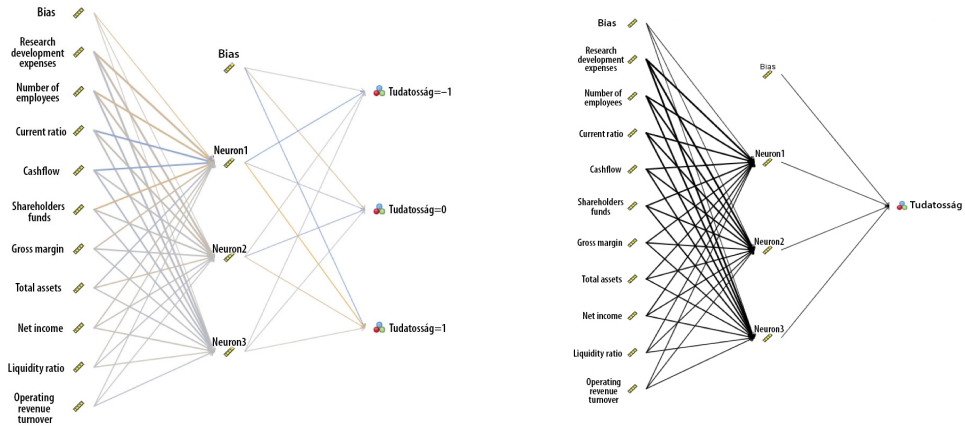 Bias
Research
development
expenses
Number of
employees
Current ratio
Cashflow
Shareholders
funds
Gross margin
Total assets
Net income
Liquidity ratio
Operating
revenue
turnover
Bias
Neuron1
Neuron2
Neuron3
Tudatosság=−1
Tudatosság=0
Tudatosság=1
Bias
Research
development
expenses
Number of
employees
Current ratio
Cashflow
Shareholders
funds
Gross margin
Total assets
Net income
Liquidity ratio
Operating revenue
turnover
Bias
Neuron1
Neuron2
Neuron3
Tudatosság